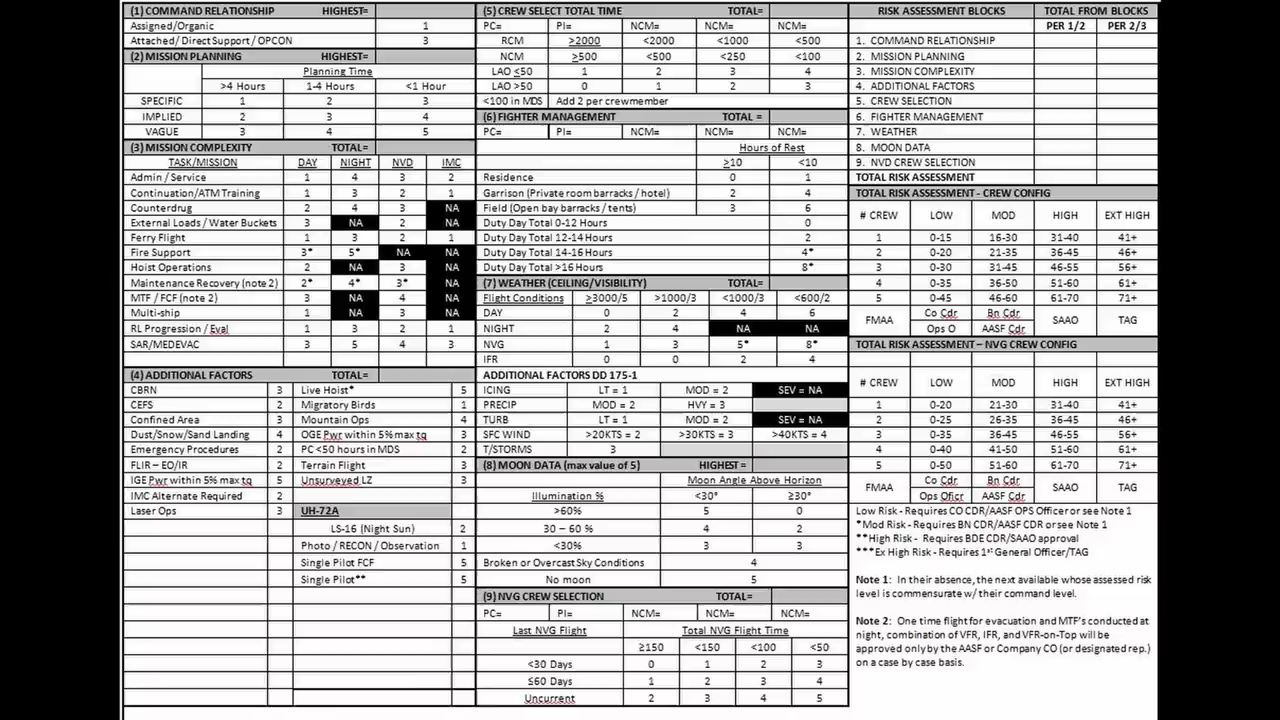 (1) COMMAND RELATIONSHIP HIGHEST=
Assigned/Organic 1
Attached/ Direct Support / OPCON 3
(2) MISSION PLANNING HIGHEST=
Planning Time
>4 Hours 1-4 Hours <1 Hour
SPECIFIC 1 2 3
IMPLIED 2 3 4
VAGUE 3 4 5
(3) MISSION COMPLEXITY TOTAL=
TASK/MISSION DAY NIGHT NVD IMC
Admin / Service 1 4 3 2
Continuation/ATM Training 1 3 2 1
Counterdrug 2 4 3 NA
External Loads / Water Buckets 3 NA 2 NA
Ferry Flight 1 3 2 1
Fire Support 3* 5* NA NA
Hoist Operations 2 NA 3 NA
Maintenance Recovery (note 2) 2* 4* 3* NA
MTF / FCF (note 2) 3 NA 4 NA
Multi-ship 1 NA 3 NA
RL Progression / Eval 1 3 2 1
SAR/MEDEVAC 3 5 4 3
(4) ADDITIONAL FACTORS TOTAL=
CBRN 3 Live Hoist* 5
CEFS 2 Migratory Birds 1
Confined Area 3 Mountain Ops 4
Dust/Snow/Sand Landing 4 OGE Pwr within 5% max tq 3
Emergency Procedures 2 PC <50 hours in MDS 2
FLIR – EO/IR 2 Terrain Flight 3
IGE Pwr within 5% max tq 5 Unsurveyed LZ 3
IMC Alternate Required 2
Laser Ops 3 UH-72A
LS-16 (Night Sun) 2
Photo / RECON / Observation 1
Single Pilot FCF 5
Single Pilot** 5
(5) CREW SELECT TOTAL TIME TOTAL=
PC= PI= NCM= NCM= NCM=
RCM ≥2000 <2000 <1000 <500
NCM ≥500 <500 <250 <100
LAO ≤50 1 2 3 4
LAO >50 0 1 2 3
<100 in MDS Add 2 per crewmember
(6) FIGHTER MANAGEMENT TOTAL =
PC= PI= NCM= NCM= NCM=
Hours of Rest
≥10 <10
Residence 0 1
Garrison (Private room barracks / hotel) 2 4
Field (Open bay barracks / tents) 3 6
Duty Day Total 0-12 Hours 0
Duty Day Total 12-14 Hours 2
Duty Day Total 14-16 Hours 4*
Duty Day Total >16 Hours 8*
(7) WEATHER (CEILING/VISIBILITY) TOTAL=
Flight Conditions ≥3000/5 >1000/3 <1000/3 <600/2
DAY 0 2 4 6
NIGHT 2 4 NA NA
NVG 1 3 5* 8*
IFR 0 0 2 4
ADDITIONAL FACTORS DD 175-1
ICING LT = 1 MOD = 2 SEV = NA
PRECIP MOD = 2 HVY = 3
TURB LT = 1 MOD = 2 SEV = NA
SFC WIND >20KTS = 2 >30KTS = 3 >40KTS = 4
T/STORMS 3
(8) MOON DATA (max value of 5) HIGHEST =
Moon Angle Above Horizon
Illumination % <30° ≥30°
>60% 5 0
30 – 60 % 4 2
<30% 3 3
Broken or Overcast Sky Conditions 4
No moon 5
(9) NVG CREW SELECTION TOTAL=
PC= PI= NCM= NCM= NCM=
Last NVG Flight Total NVG Flight Time
≥150 <150 <100 <50
<30 Days 0 1 2 3
≤60 Days 1 2 3 4
Uncurrent 2 3 4 5
RISK ASSESSMENT BLOCKS TOTAL FROM BLOCKS
PER 1/2 PER 2/3
1. COMMAND RELATIONSHIP
2. MISSION PLANNING
3. MISSION COMPLEXITY
4. ADDITIONAL FACTORS
5. CREW SELECTION
6. FIGHTER MANAGEMENT
7. WEATHER
8. MOON DATA
9. NVD CREW SELECTION
TOTAL RISK ASSESSMENT
TOTAL RISK ASSESSMENT - CREW CONFIG
# CREW LOW MOD HIGH EXT HIGH
1 0-15 16-30 31-40 41+
2 0-20 21-35 36-45 46+
3 0-30 31-45 46-55 56+
4 0-35 36-50 51-60 61+
5 0-45 46-60 61-70 71+
FMAA Co Cdr Bn Cdr SAAO TAG
Ops O AASF Cdr
TOTAL RISK ASSESSMENT – NVG CREW CONFIG
# CREW LOW MOD HIGH EXT HIGH
1 0-20 21-30 31-40 41+
2 0-25 26-35 36-45 46+
3 0-35 36-45 46-55 56+
4 0-40 41-50 51-60 61+
5 0-50 51-60 61-70 71+
FMAA Co Cdr Bn Cdr SAAO TAG
Ops Oficr AASF Cdr
Low Risk - Requires CO CDR/AASF OPS Officer or see Note 1
*Mod Risk - Requires BN CDR/AASF CDR or see Note 1
**High Risk - Requires BDE CDR/SAAO approval
***Ex High Risk - Requires 1st General Officer/TAG
Note 1: In their absence, the next available whose assessed risk
level is commensurate w/ their command level.
Note 2: One time flight for evacuation and MTF's conducted at
night, combination of VFR, IFR, and VFR-on-Top will be
approved only by the AASF or Company CO (or designated rep.)
on a case by case basis.